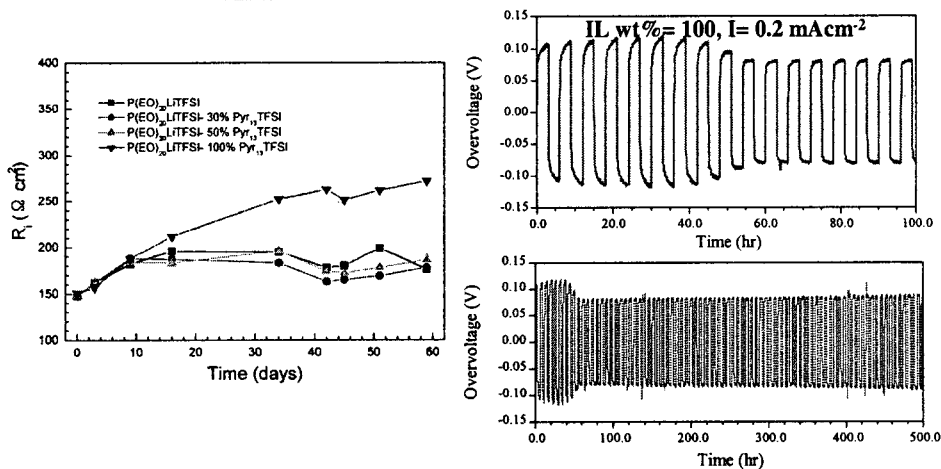 P(EO)₂₀LiTFSI
P(EO)₂₀LiTFSI- 30% Pyr₁₃TFSI
P(EO)₂₀LiTFSI- 50% Pyr₁₃TFSI
P(EO)₂₀LiTFSI- 100% Pyr₁₃TFSI
400
350
300
250
200
150
100
Rᵢ (Ω cm²)
0 10 20 30 40 50 60
Time (days)
IL wt%= 100, I= 0.2 mAcm⁻²
0.15
0.10
0.05
0.00
-0.05
-0.10
-0.15
Overvoltage (V)
0.0 20.0 40.0 60.0 80.0 100.0
Time (hr)
0.15
0.10
0.05
0.00
-0.05
-0.10
-0.15
Overvoltage (V)
0.0 100.0 200.0 300.0 400.0 500.0
Time (hr)